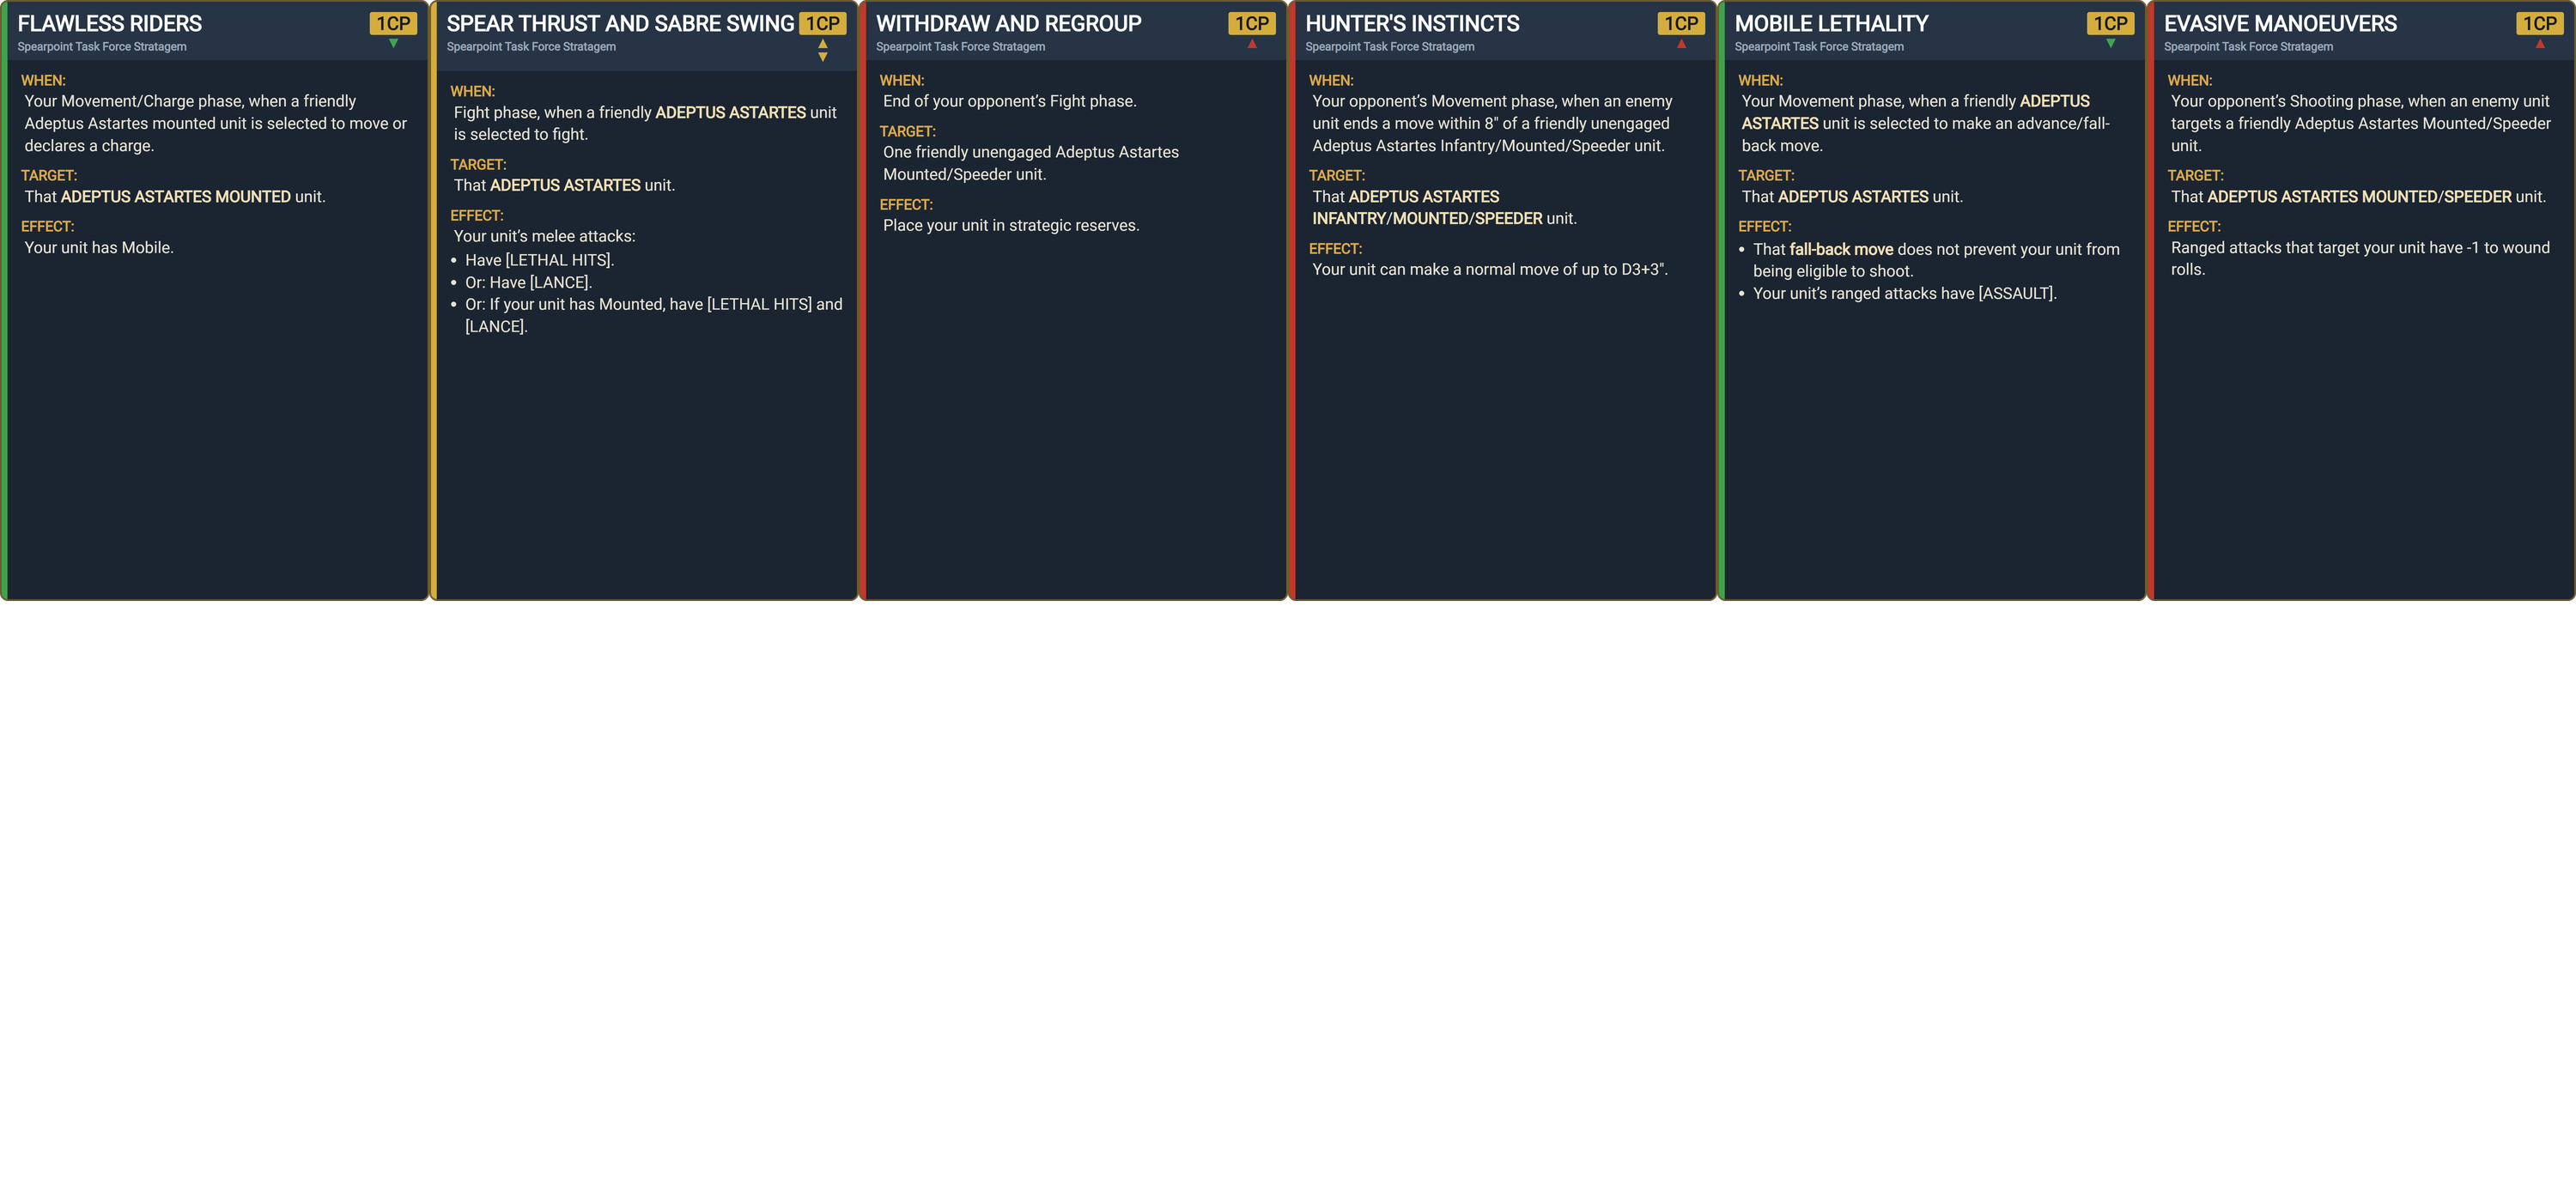 FLAWLESS RIDERS
1CP
Spearpoint Task Force Stratagem
▼
WHEN:
Your Movement/Charge phase, when a friendly
Adeptus Astartes mounted unit is selected to move or
declares a charge.
TARGET:
That ADEPTUS ASTARTES MOUNTED unit.
EFFECT:
Your unit has Mobile.
SPEAR THRUST AND SABRE SWING
1CP
Spearpoint Task Force Stratagem
▲
▼
WHEN:
Fight phase, when a friendly ADEPTUS ASTARTES unit
is selected to fight.
TARGET:
That ADEPTUS ASTARTES unit.
EFFECT:
Your unit’s melee attacks:
• Have [LETHAL HITS].
• Or: Have [LANCE].
• Or: If your unit has Mounted, have [LETHAL HITS] and
[LANCE].
WITHDRAW AND REGROUP
1CP
Spearpoint Task Force Stratagem
▲
WHEN:
End of your opponent’s Fight phase.
TARGET:
One friendly unengaged Adeptus Astartes
Mounted/Speeder unit.
EFFECT:
Place your unit in strategic reserves.
HUNTER'S INSTINCTS
1CP
Spearpoint Task Force Stratagem
▲
WHEN:
Your opponent’s Movement phase, when an enemy
unit ends a move within 8" of a friendly unengaged
Adeptus Astartes Infantry/Mounted/Speeder unit.
TARGET:
That ADEPTUS ASTARTES
INFANTRY/MOUNTED/SPEEDER unit.
EFFECT:
Your unit can make a normal move of up to D3+3".
MOBILE LETHALITY
1CP
Spearpoint Task Force Stratagem
▼
WHEN:
Your Movement phase, when a friendly ADEPTUS
ASTARTES unit is selected to make an advance/fall-
back move.
TARGET:
That ADEPTUS ASTARTES unit.
EFFECT:
• That fall-back move does not prevent your unit from
being eligible to shoot.
• Your unit’s ranged attacks have [ASSAULT].
EVASIVE MANOEUVERS
1CP
Spearpoint Task Force Stratagem
▲
WHEN:
Your opponent’s Shooting phase, when an enemy unit
targets a friendly Adeptus Astartes Mounted/Speeder
unit.
TARGET:
That ADEPTUS ASTARTES MOUNTED/SPEEDER unit.
EFFECT:
Ranged attacks that target your unit have -1 to wound
rolls.